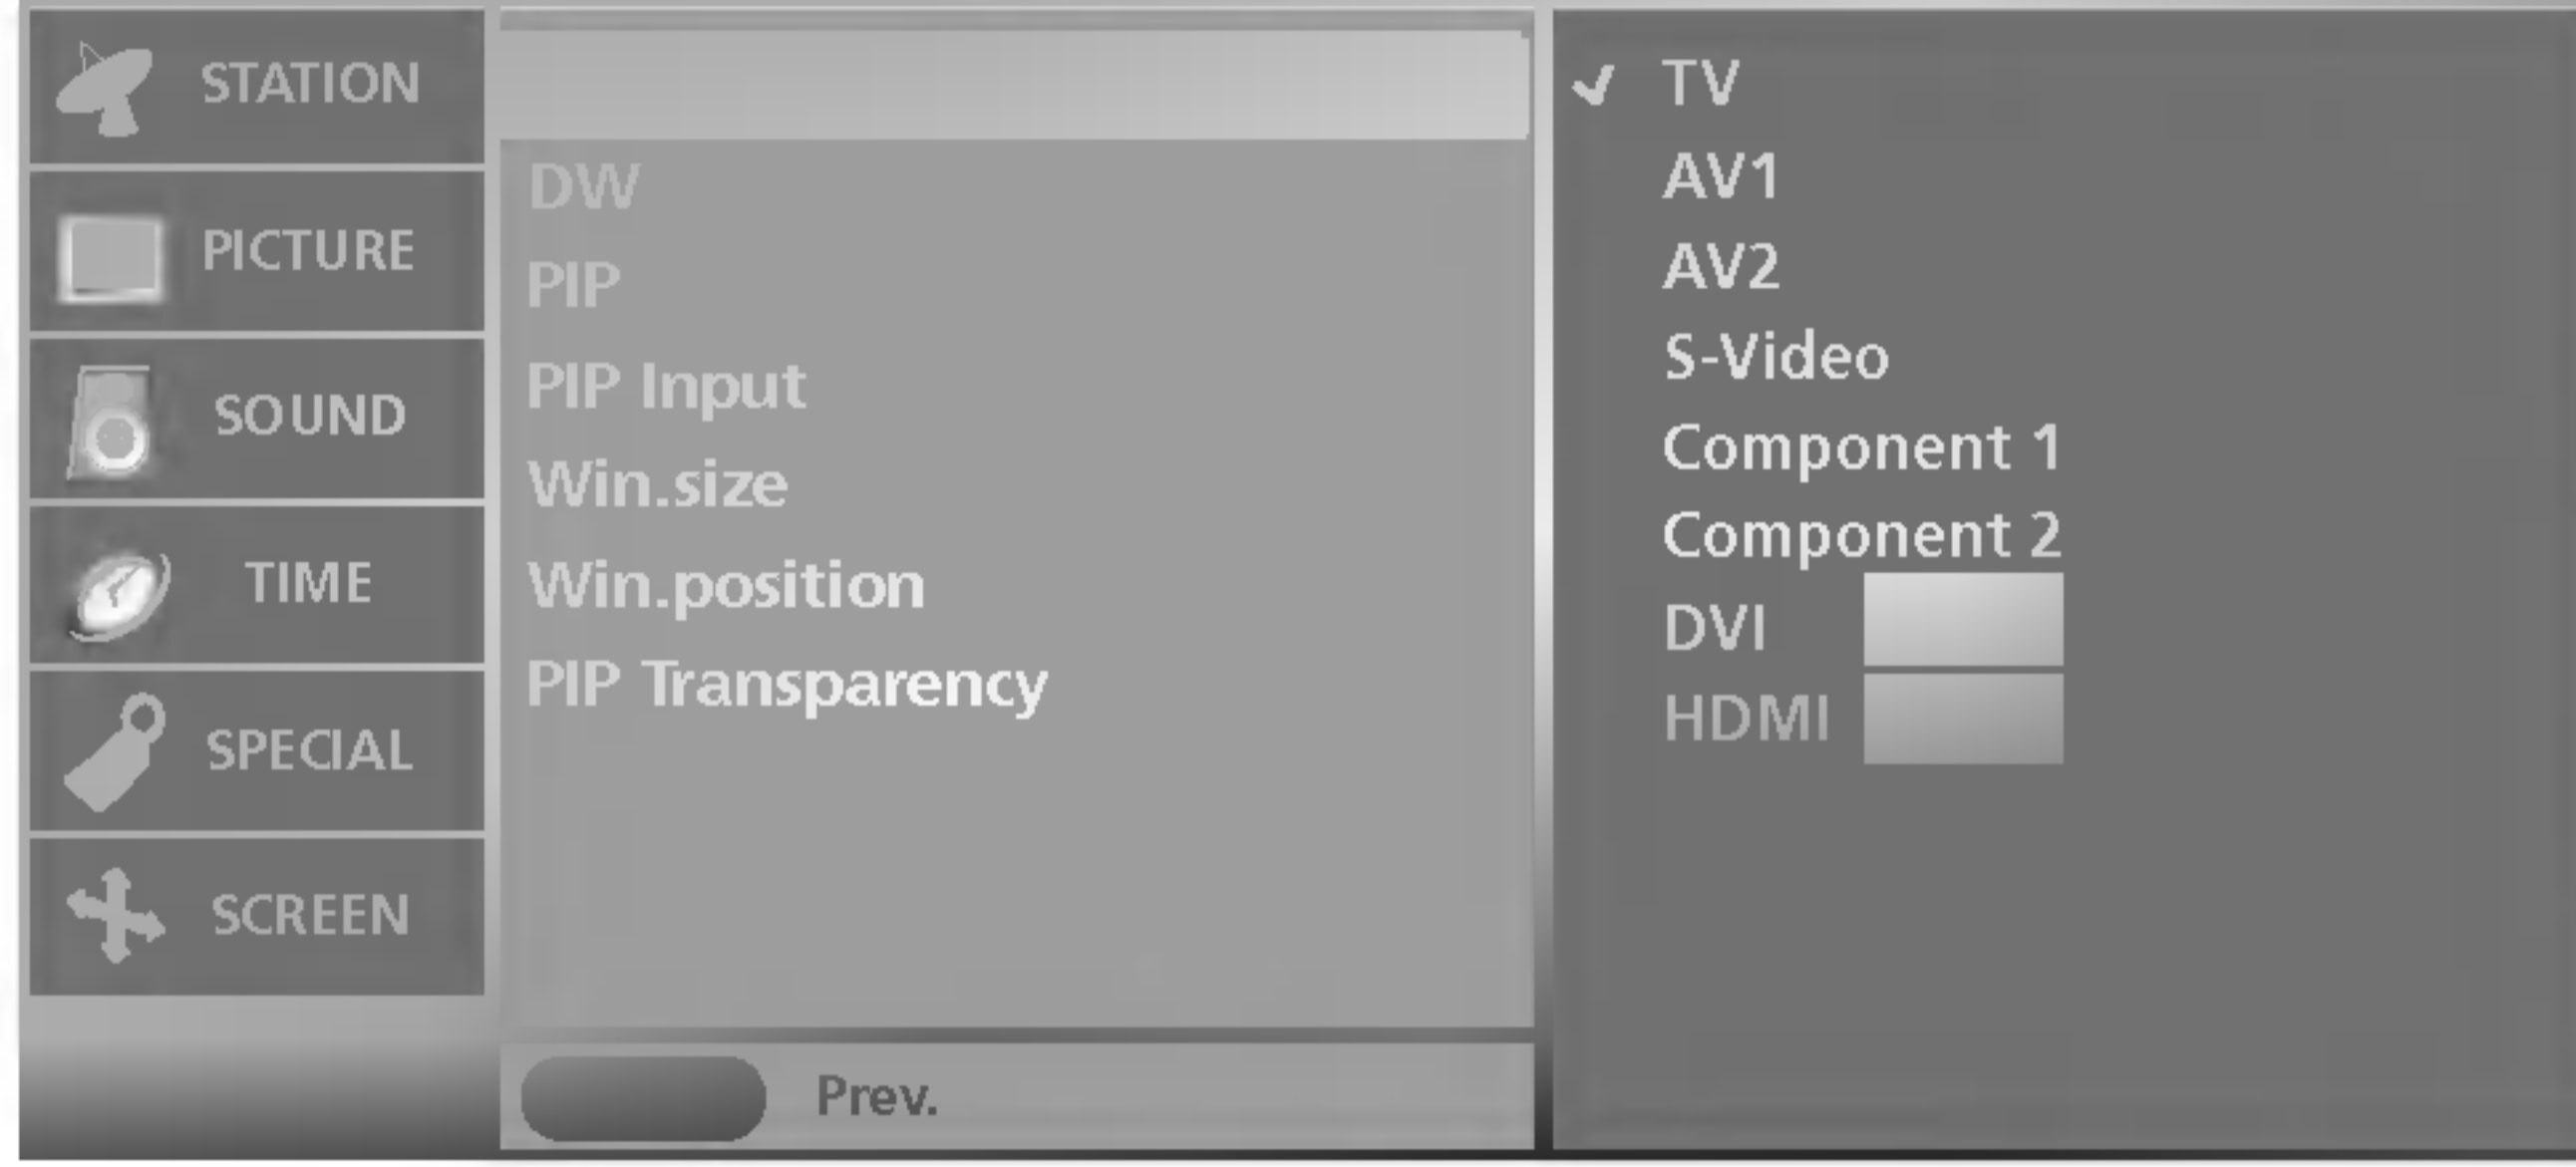 STATION
PICTURE
SOUND
TIME
SPECIAL
SCREEN
DW
PIP
PIP Input
Win.size
Win.position
PIP Transparency
Prev.
TV
AV1
AV2
S-Video
Component 1
Component 2
DVI
HDMI